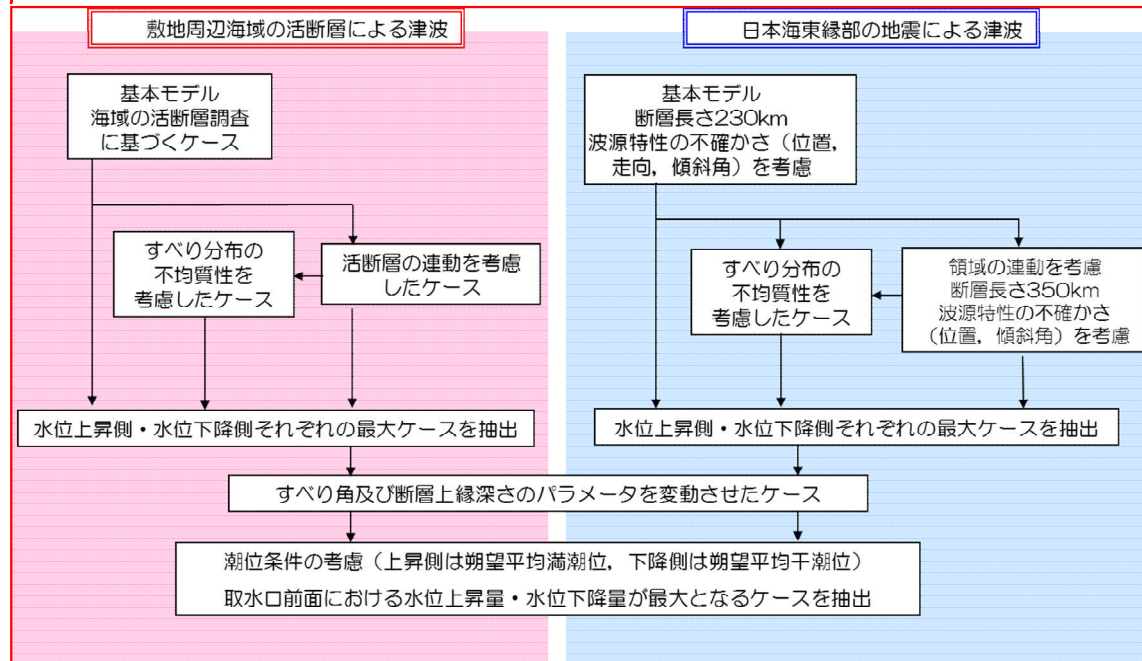 敷地周辺海域の活断層による津波
基本モデル
海域の活断層調査
に基づくケース
すべり分布の
不均質性を
考慮したケース
活断層の連動を考慮
したケース
水位上昇側・水位下降側それぞれの最大ケースを抽出
日本海東縁部の地震による津波
基本モデル
断層長さ230km
波源特性の不確かさ（位置，
走向，傾斜角）を考慮
すべり分布の
不均質性を
考慮したケース
領域の連動を考慮
断層長さ350km
波源特性の不確かさ
（位置，傾斜角）を考慮
水位上昇側・水位下降側それぞれの最大ケースを抽出
すべり角及び断層上縁深さのパラメータを変動させたケース
潮位条件の考慮（上昇側は朔望平均満潮位，下降側は朔望平均干潮位）
取水口前面における水位上昇量・水位下降量が最大となるケースを抽出